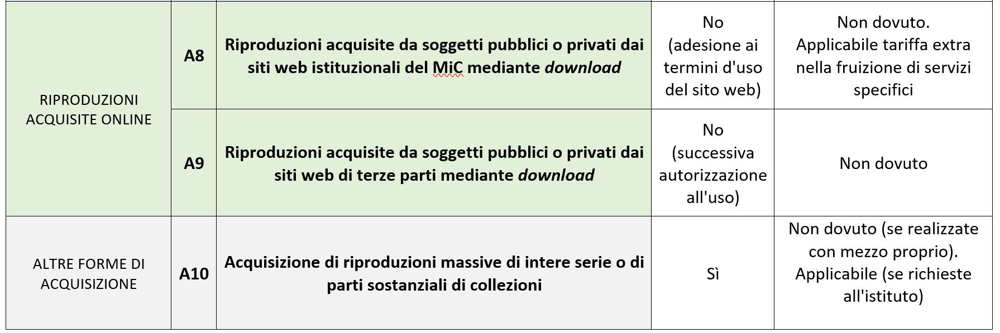 RIPRODUZIONI
ACQUISITE ONLINE
A8
Riproduzioni acquisite da soggetti pubblici o privati dai
siti web istituzionali del MiC mediante download
No
(adesione ai
termini d'uso
del sito web)
Non dovuto.
Applicabile tariffa extra
nella fruizione di servizi
specifici
A9
Riproduzioni acquisite da soggetti pubblici o privati dai
siti web di terze parti mediante download
No
(successiva
autorizzazione
all'uso)
Non dovuto
ALTRE FORME DI
ACQUISIZIONE
A10
Acquisizione di riproduzioni massive di intere serie o di
parti sostanziali di collezioni
Sì
Non dovuto (se realizzate
con mezzo proprio).
Applicabile (se richieste
all'istituto)